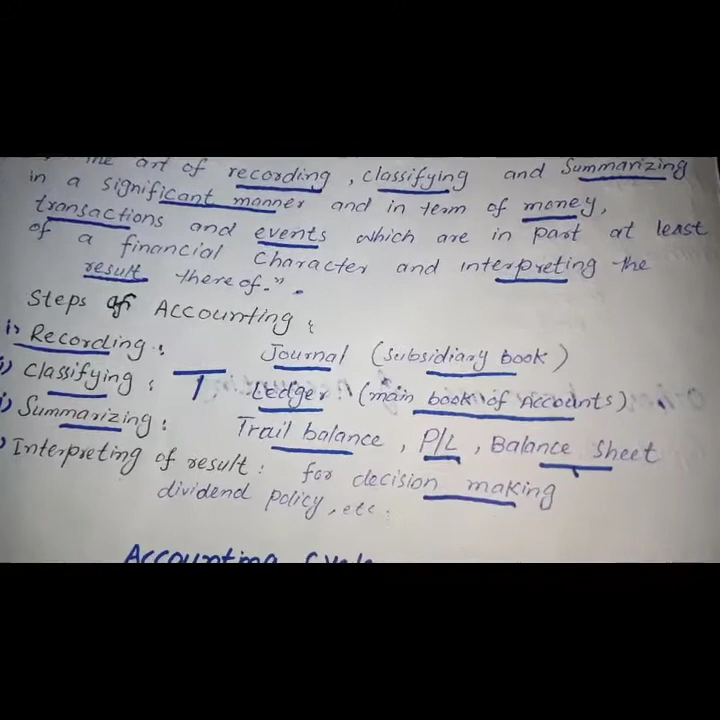 the art of recording, classifying and Summarizing
in a significant manner and in term of money,
transactions and events which are in part at least
of a financial character and interpreting the
result thereof.".
Steps of Accounting:
i) Recording: Journal (subsidiary book)
i) Classifying: T Ledger (main book of Accounts).
i) Summarizing: Trail balance, P/L, Balance Sheet
) Interpreting of result: for decision making
dividend policy, etc.
Accounting Cycle